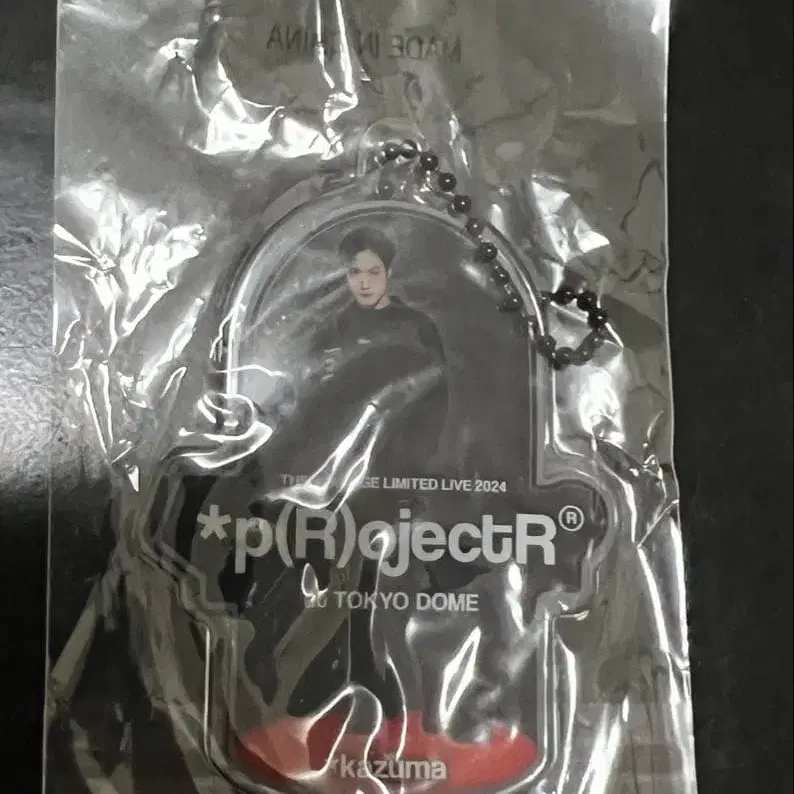 MADE IN CHINA
LIMITED LIVE 2024
*p(R)ojectR®
TOKYO DOME
*kazuma